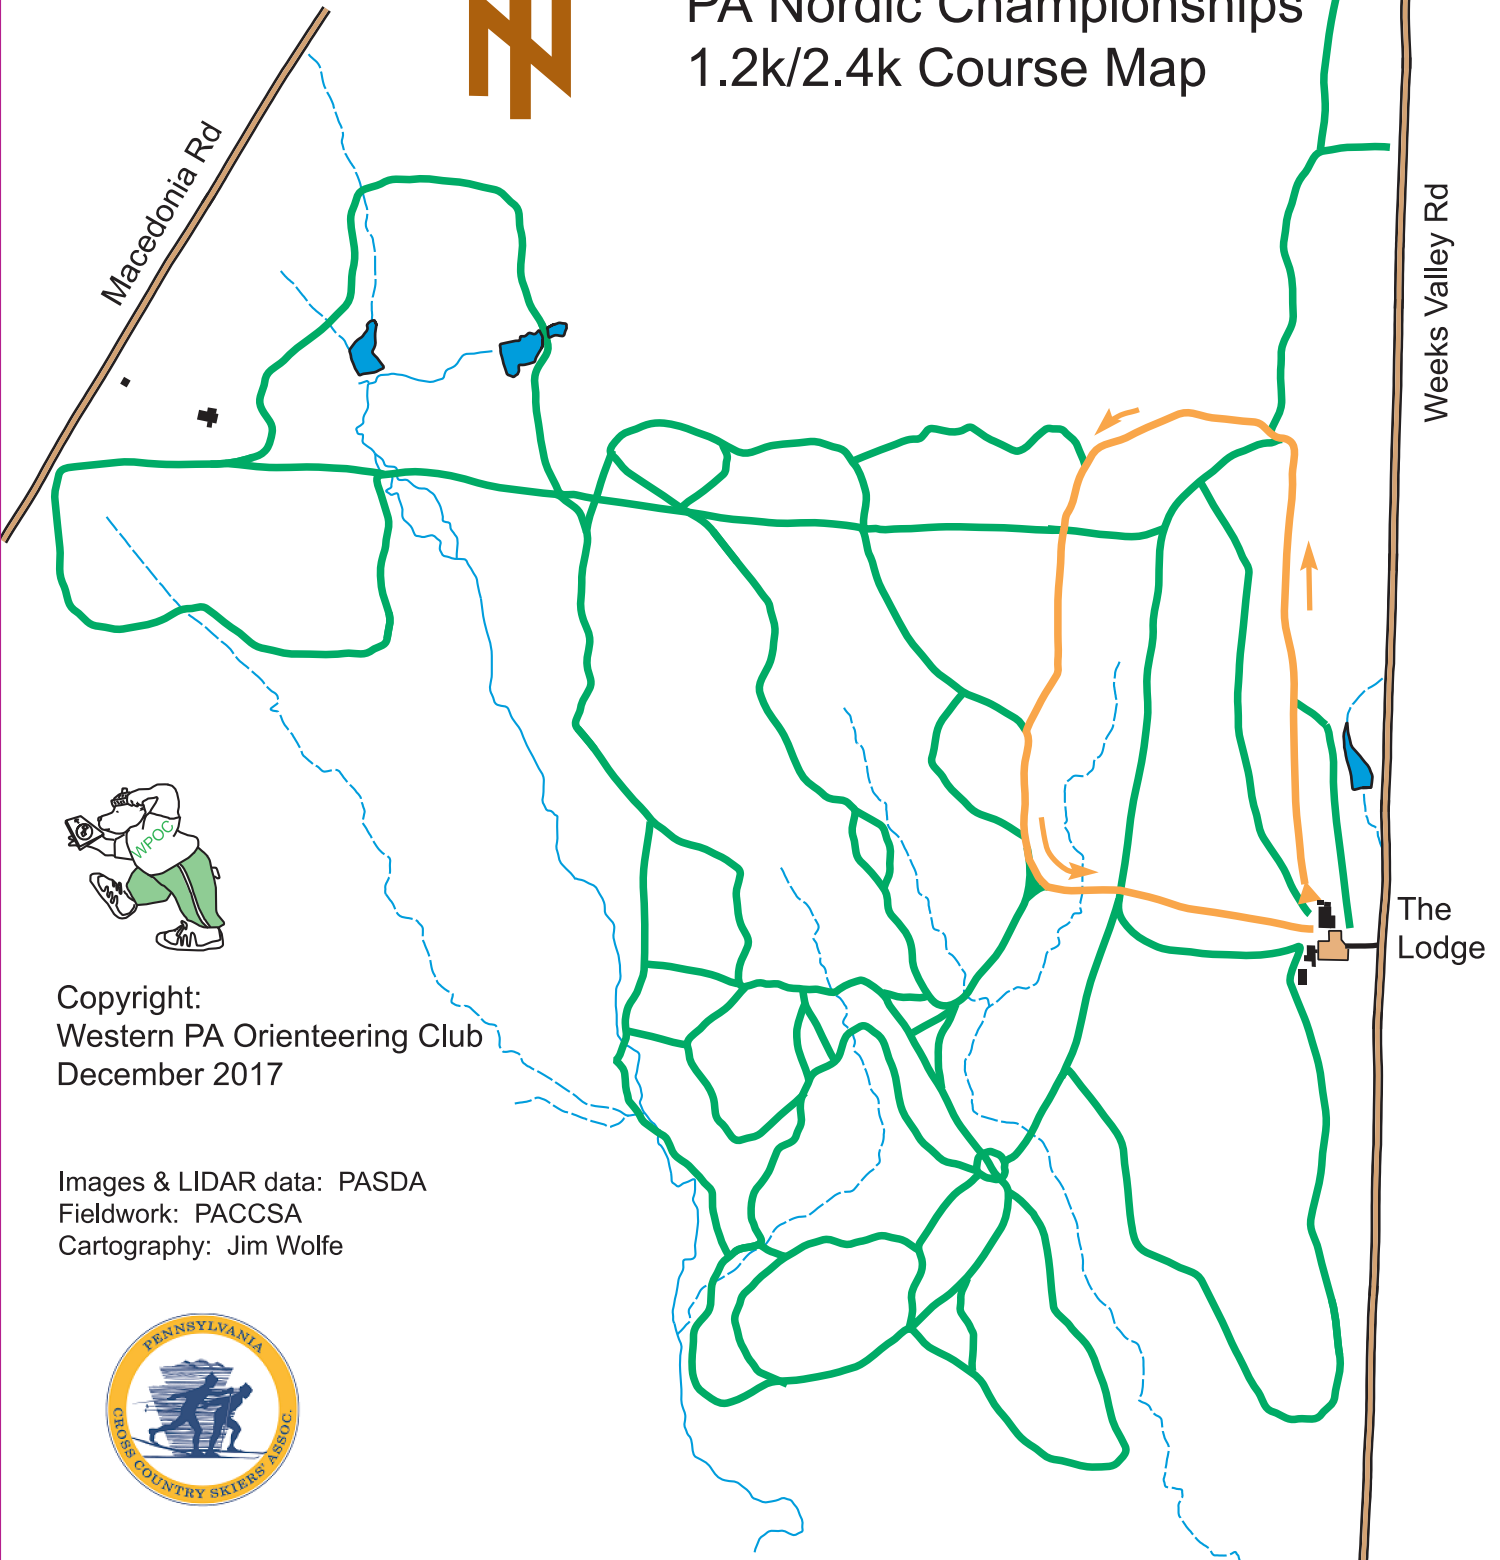 PA Nordic Championships
1.2k/2.4k Course Map
Macedonia Rd
Weeks Valley Rd
WPOC
The
Lodge
Copyright:
Western PA Orienteering Club
December 2017
Images & LIDAR data:  PASDA
Fieldwork:  PACCSA
Cartography:  Jim Wolfe
PENNSYLVANIA
CROSS COUNTRY SKIERS' ASSOC.